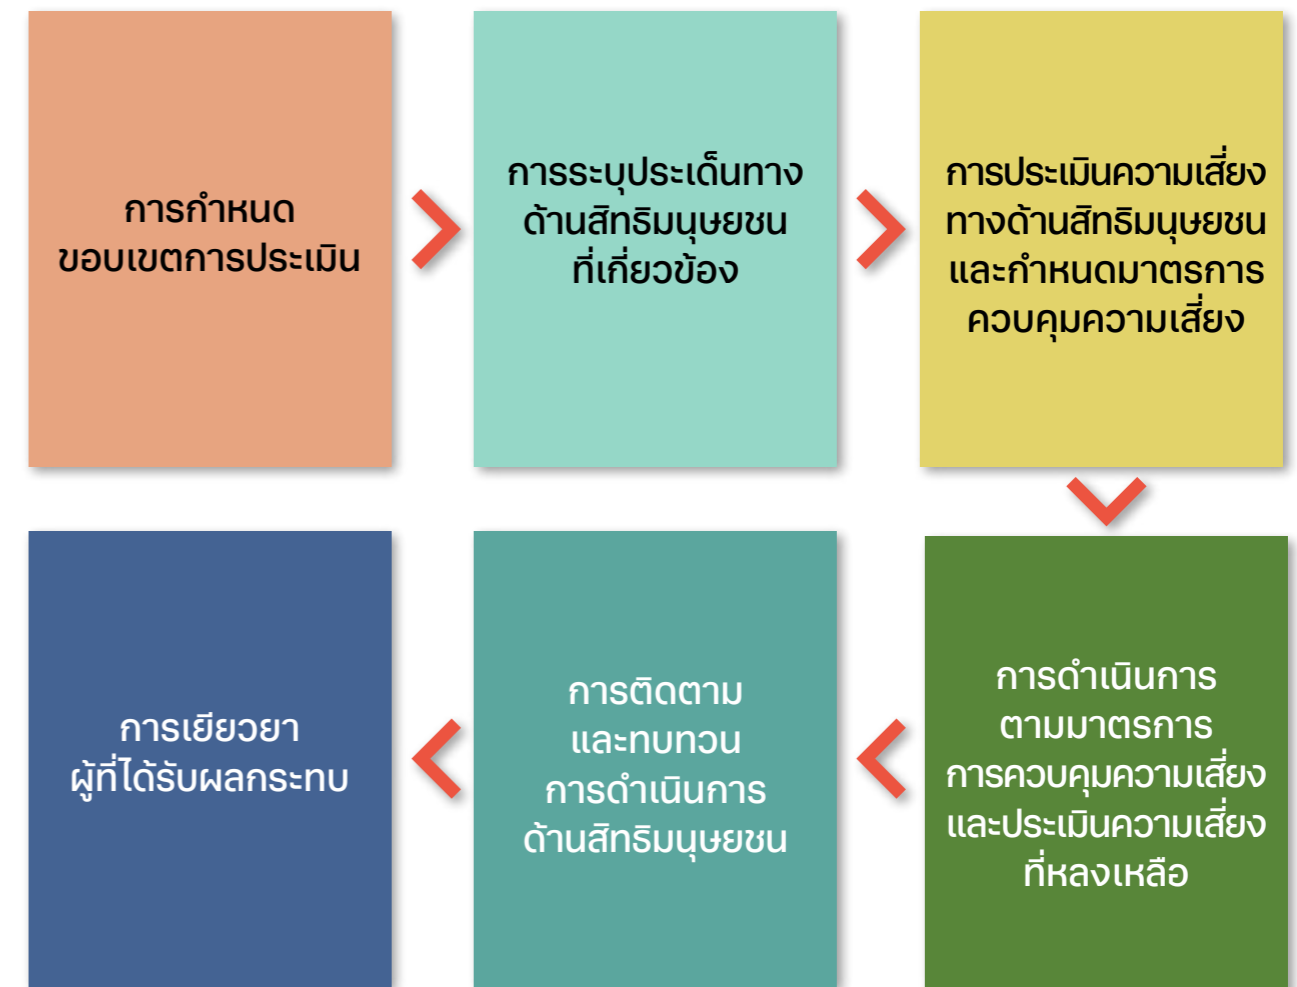 การกำหนด
ขอบเขตการประเมิน
การระบุประเด็นทาง
ด้านสิทธิมนุษยชน
ที่เกี่ยวข้อง
การประเมินความเสี่ยง
ทางด้านสิทธิมนุษยชน
และกำหนดมาตรการ
ควบคุมความเสี่ยง
การดำเนินการ
ตามมาตรการ
การควบคุมความเสี่ยง
และประเมินความเสี่ยง
ที่หลงเหลือ
การติดตาม
และทบทวน
การดำเนินการ
ด้านสิทธิมนุษยชน
การเยียวยา
ผู้ที่ได้รับผลกระทบ